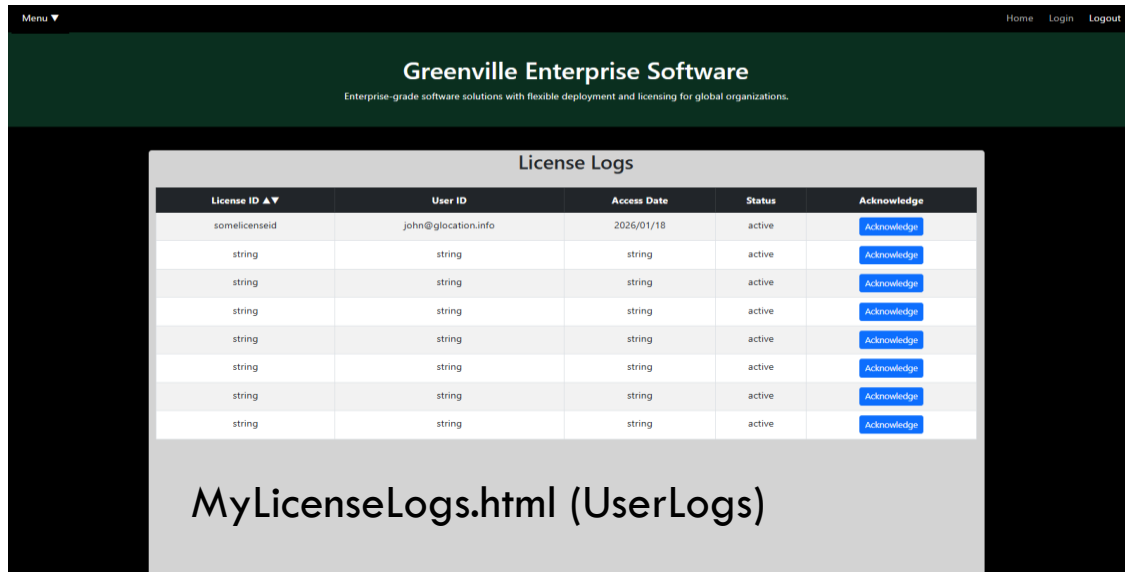 Menu ▼ Home Login Logout
Greenville Enterprise Software
Enterprise-grade software solutions with flexible deployment and licensing for global organizations.
License Logs
License ID ▲▼ User ID Access Date Status Acknowledge
somelicenseid john@glocation.info 2026/01/18 active Acknowledge
string string string active Acknowledge
string string string active Acknowledge
string string string active Acknowledge
string string string active Acknowledge
string string string active Acknowledge
string string string active Acknowledge
string string string active Acknowledge
MyLicenseLogs.html (UserLogs)